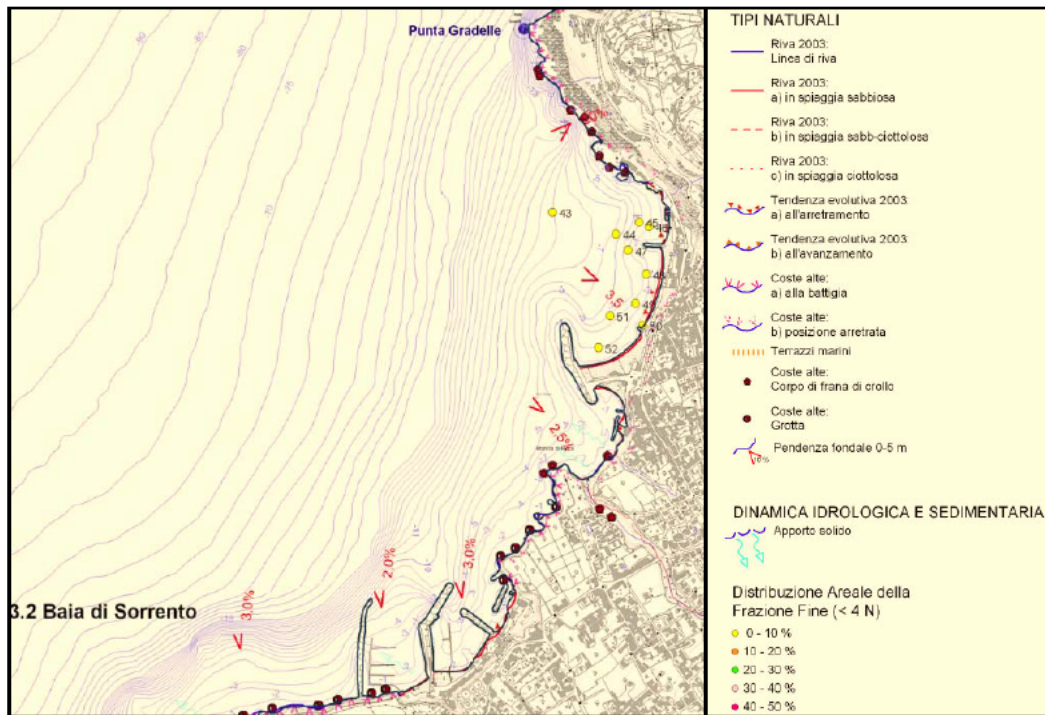 Punta Gradelle
43
44
45
46
47
48
49
50
51
52
3,5
2,5%
3,0%
2,0%
3,0%
3.2 Baia di Sorrento
TIPI NATURALI
Riva 2003:
Linea di riva
Riva 2003:
a) in spiaggia sabbiosa
Riva 2003:
b) in spiaggia sabb-ciottolosa
Riva 2003:
c) in spiaggia ciottolosa
Tendenza evolutiva 2003
a) all'arretramento
Tendenza evolutiva 2003
b) all'avanzamento
Coste alte:
a) alla battigia
Coste alte:
b) posizione arretrata
Terrazzi marini
Coste alte:
Corpo di frana di crollo
Coste alte:
Grotta
10%
Pendenza fondale 0-5 m
DINAMICA IDROLOGICA E SEDIMENTARIA
Apporto solido
Distribuzione Areale della
Frazione Fine (< 4 N)
0 - 10 %
10 - 20 %
20 - 30 %
30 - 40 %
40 - 50 %